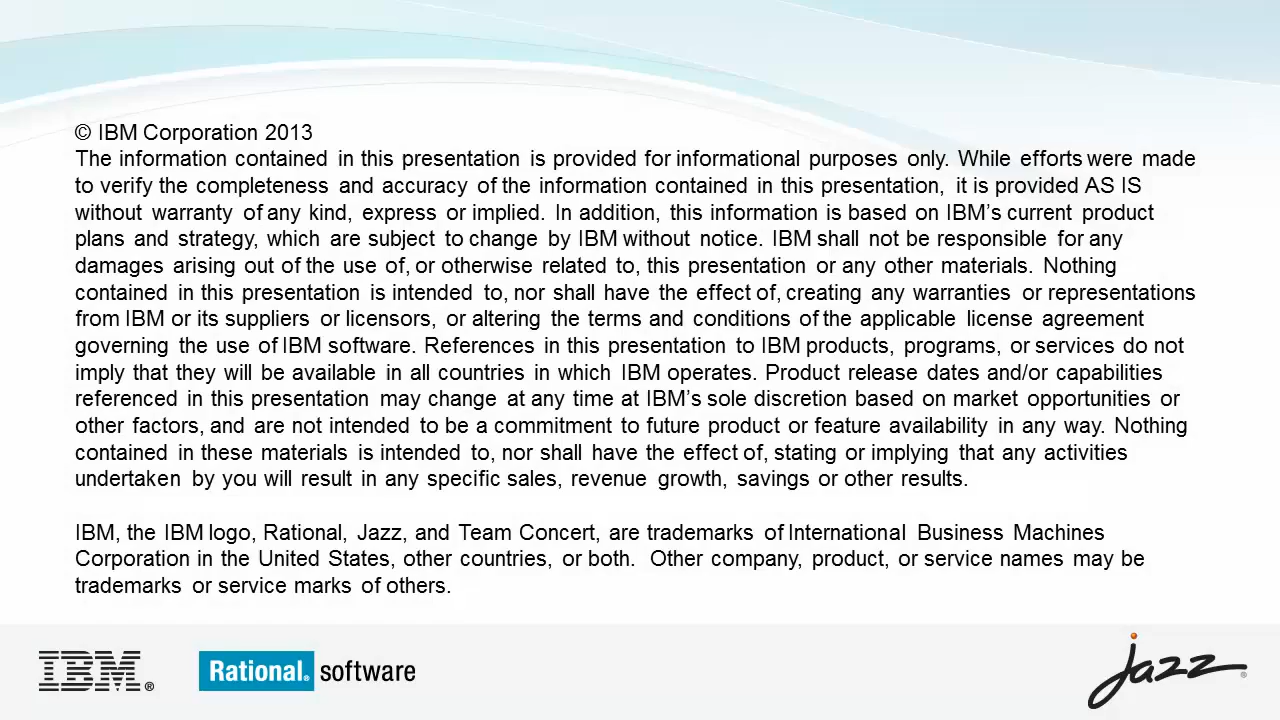 © IBM Corporation 2013
The information contained in this presentation is provided for informational purposes only. While efforts were made
to verify the completeness and accuracy of the information contained in this presentation, it is provided AS IS
without warranty of any kind, express or implied. In addition, this information is based on IBM’s current product
plans and strategy, which are subject to change by IBM without notice. IBM shall not be responsible for any
damages arising out of the use of, or otherwise related to, this presentation or any other materials. Nothing
contained in this presentation is intended to, nor shall have the effect of, creating any warranties or representations
from IBM or its suppliers or licensors, or altering the terms and conditions of the applicable license agreement
governing the use of IBM software. References in this presentation to IBM products, programs, or services do not
imply that they will be available in all countries in which IBM operates. Product release dates and/or capabilities
referenced in this presentation may change at any time at IBM’s sole discretion based on market opportunities or
other factors, and are not intended to be a commitment to future product or feature availability in any way. Nothing
contained in these materials is intended to, nor shall have the effect of, stating or implying that any activities
undertaken by you will result in any specific sales, revenue growth, savings or other results.
IBM, the IBM logo, Rational, Jazz, and Team Concert, are trademarks of International Business Machines
Corporation in the United States, other countries, or both. Other company, product, or service names may be
trademarks or service marks of others.
IBM® Rational® software jazz®